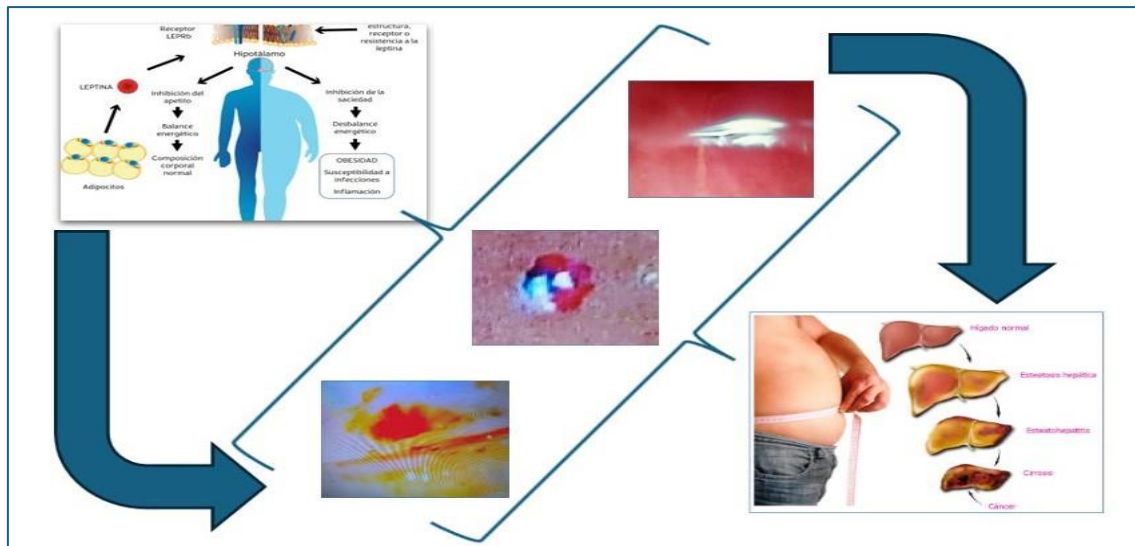 Receptor
LEPRb
estructura,
receptor o
resistencia a la
leptina
Hipotálamo
LEPTINA
Inhibición del
apetito
Balance
energético
Composición
corporal
normal
Inhibición de la
saciedad
Desbalance
energético
OBESIDAD
Susceptibilidad a
infecciones
Inflamación
Adipocitos
Hígado normal
Esteatosis hepática
Esteatohepatitis
Cirrosis
Cáncer